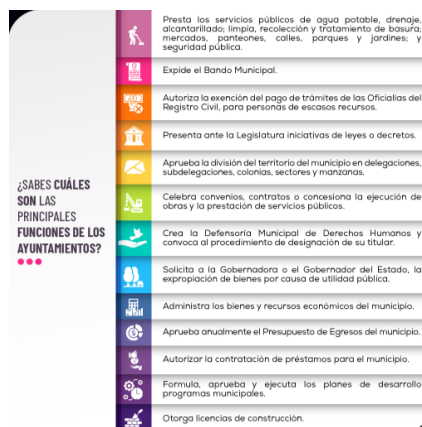 ¿SABES CUÁLES
SON LAS
PRINCIPALES
FUNCIONES DE LOS
AYUNTAMIENTOS?
Presta los servicios públicos de agua potable, drenaje,
alcantarillado; limpia, recolección y tratamiento de basura;
mercados, panteones, calles, parques y jardines; y
seguridad pública.
Expide el Bando Municipal.
Autoriza la exención del pago de trámites de las Oficialías del
Registro Civil, para personas de escasos recursos.
Presenta ante la Legislatura iniciativas de leyes o decretos.
Aprueba la división del territorio del municipio en delegaciones,
subdelegaciones, colonias, sectores y manzanas.
Celebra convenios, contratos o concesiona la ejecución de
obras y la prestación de servicios públicos.
Crea la Defensoría Municipal de Derechos Humanos y
convoca al procedimiento de designación de su titular.
Solicita a la Gobernadora o el Gobernador del Estado, la
expropiación de bienes por causa de utilidad pública.
Administra los bienes y recursos económicos del municipio.
Aprueba anualmente el Presupuesto de Egresos del municipio.
Autorizar la contratación de préstamos para el municipio.
Formula, aprueba y ejecuta los planes de desarrollo
programas municipales.
Otorga licencias de construcción.